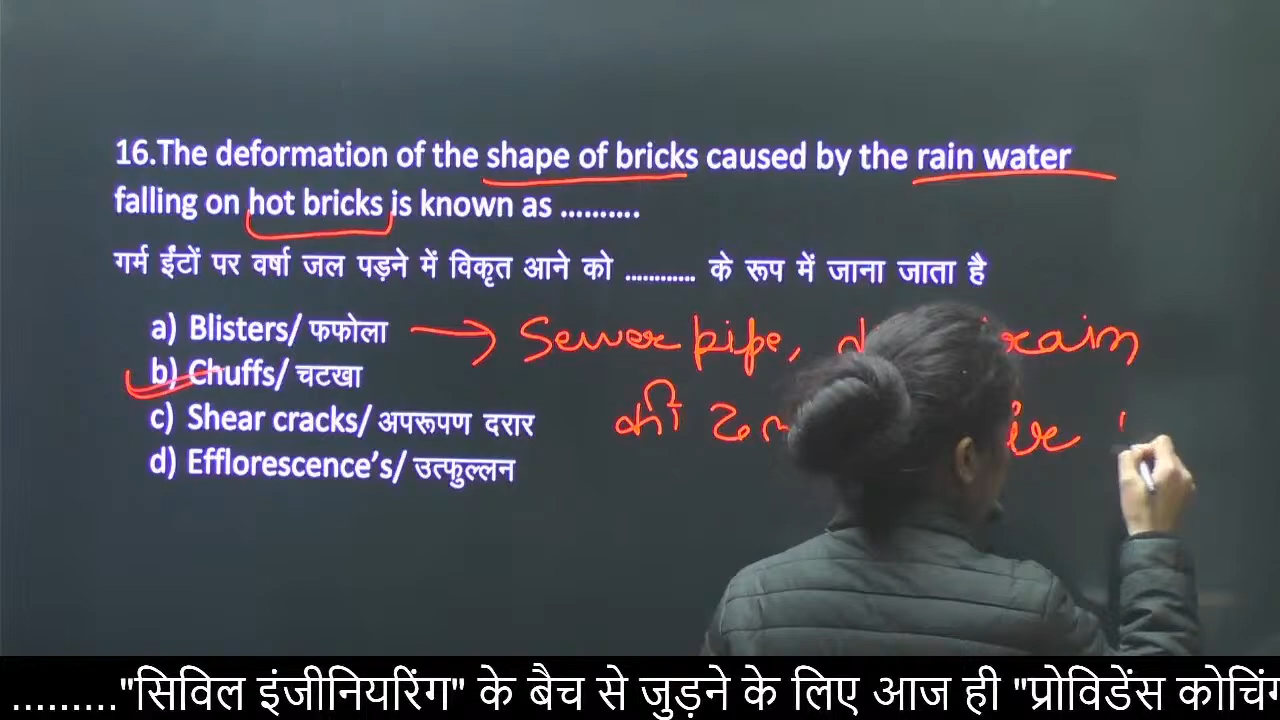 16.The deformation of the shape of bricks caused by the rain water
falling on hot bricks is known as ..........
गर्म ईंटों पर वर्षा जल पड़ने में विकृत आने को ............ के रूप में जाना जाता है
a) Blisters/ फफोला → Sewer pipe,
b) Chuffs/ चटखा
की
c) Shear cracks/ अपरूपण दरार
d) Efflorescence's/ उत्फुल्लन
.........."सिविल इंजीनियरिंग" के बैच से जुड़ने के लिए आज ही "प्रोविडेंस कोचिंग